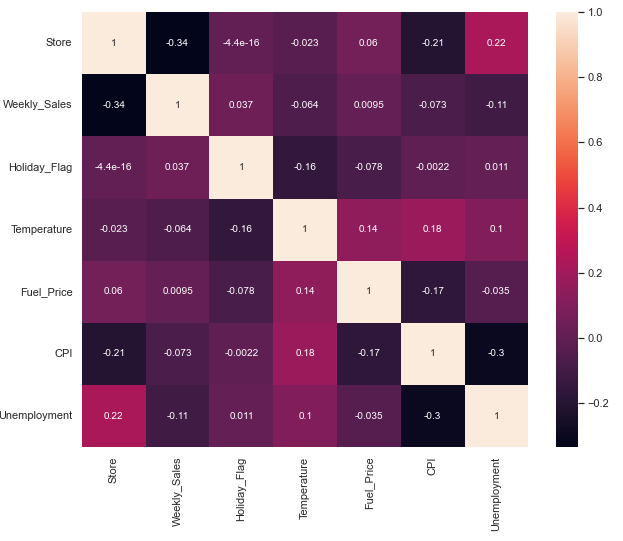 Store 1 -0.34 -4.4e-16 -0.023 0.06 -0.21 0.22
Weekly_Sales -0.34 1 0.037 -0.064 0.0095 -0.073 -0.11
Holiday_Flag -4.4e-16 0.037 1 -0.16 -0.078 -0.0022 0.011
Temperature -0.023 -0.064 -0.16 1 0.14 0.18 0.1
Fuel_Price 0.06 0.0095 -0.078 0.14 1 -0.17 -0.035
CPI -0.21 -0.073 -0.0022 0.18 -0.17 1 -0.3
Unemployment 0.22 -0.11 0.011 0.1 -0.035 -0.3 1
Store
Weekly_Sales
Holiday_Flag
Temperature
Fuel_Price
CPI
Unemployment
1.0
0.8
0.6
0.4
0.2
0.0
-0.2